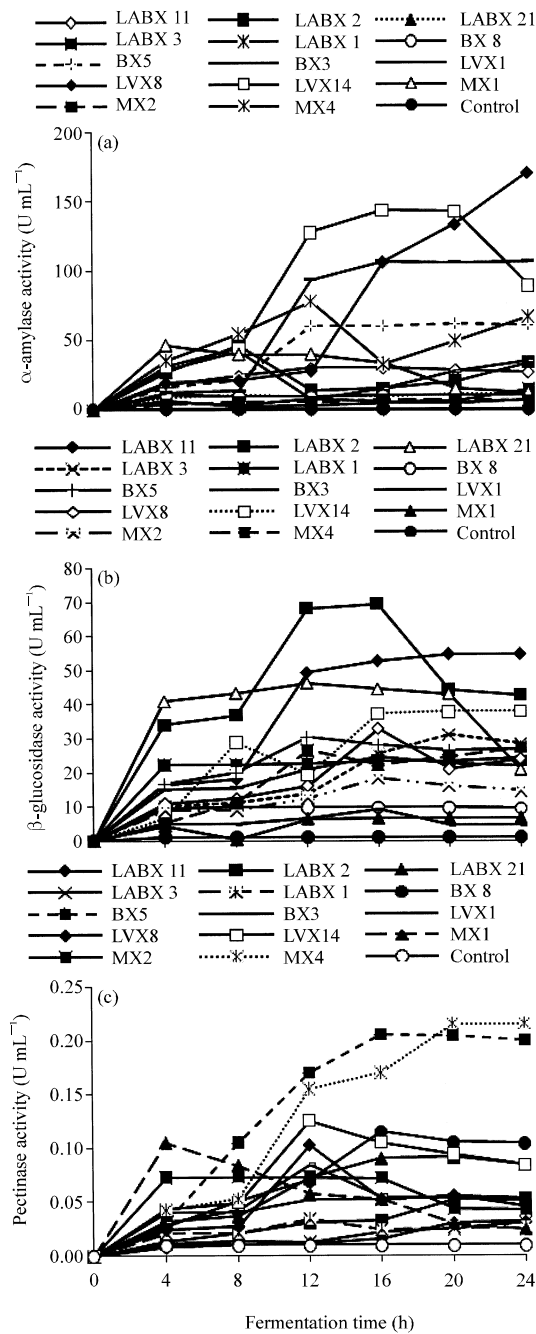 LABX 11 LABX 2 LABX 21
LABX 3 LABX 1 BX 8
BX5 BX3 LVX1
LVX8 LVX14 MX1
MX2 MX4 Control
200
(a)
150
100
50
0
α-amylase activity (U mL⁻¹)
LABX 11 LABX 2 LABX 21
LABX 3 LABX 1 BX 8
BX5 BX3 LVX1
LVX8 LVX14 MX1
MX2 MX4 Control
80
(b)
70
60
50
40
30
20
10
0
β-glucosidase activity (U mL⁻¹)
LABX 11 LABX 2 LABX 21
LABX 3 LABX 1 BX 8
BX5 BX3 LVX1
LVX8 LVX14 MX1
MX2 MX4 Control
0.25
(c)
0.20
0.15
0.10
0.05
0.00
Pectinase activity (U mL⁻¹)
0 4 8 12 16 20 24
Fermentation time (h)